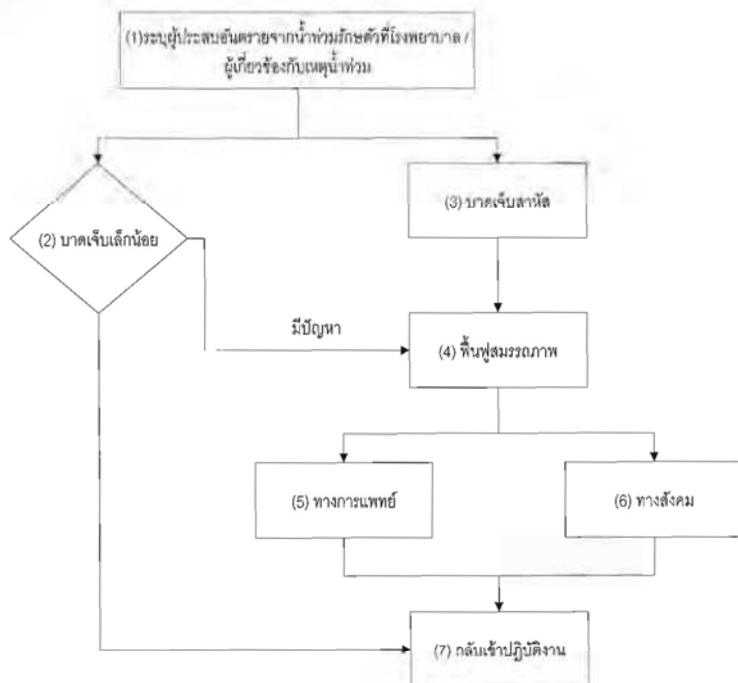 (1)ระบุผู้ประสบอันตรายจากน้ำท่วมรักษตัวที่โรงพยาบาล /
ผู้เกี่ยวข้องกับเหตุน้ำท่วม
(2) บาดเจ็บเล็กน้อย
(3) บาดเจ็บสาหัส
มีปัญหา
(4) ฟื้นฟูสมรรถภาพ
(5) ทางการแพทย์
(6) ทางสังคม
(7) กลับเข้าปฏิบัติงาน